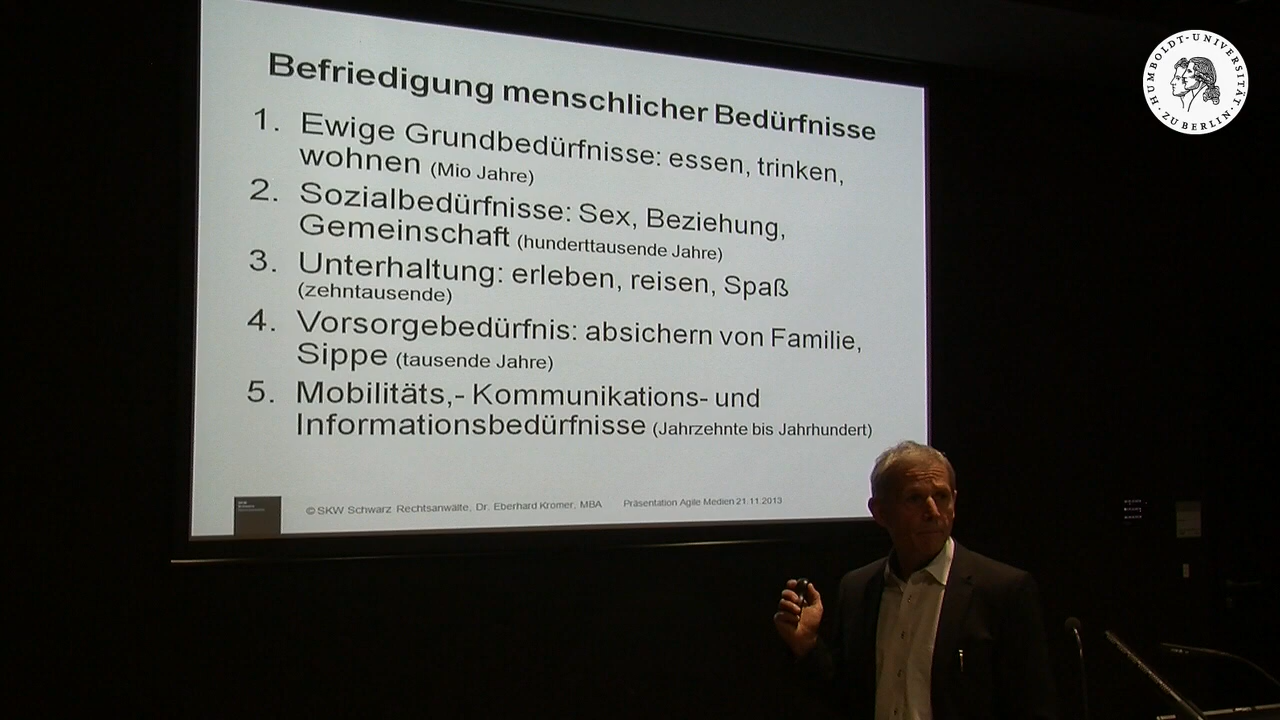 Befriedigung menschlicher Bedürfnisse
1. Ewige Grundbedürfnisse: essen, trinken,
wohnen (Mio Jahre)
2. Sozialbedürfnisse: Sex, Beziehung,
Gemeinschaft (hunderttausende Jahre)
3. Unterhaltung: erleben, reisen, Spaß
(zehntausende)
4. Vorsorgebedürfnis: absichern von Familie,
Sippe (tausende Jahre)
5. Mobilitäts,- Kommunikations- und
Informationsbedürfnisse (Jahrzehnte bis Jahrhundert)
© SKW Schwarz Rechtsanwälte, Dr. Eberhard Kromer, MBA Präsentation Agile Medien 21.11.2013
HUMBOLDT-UNIVERSITÄT
ZU BERLIN